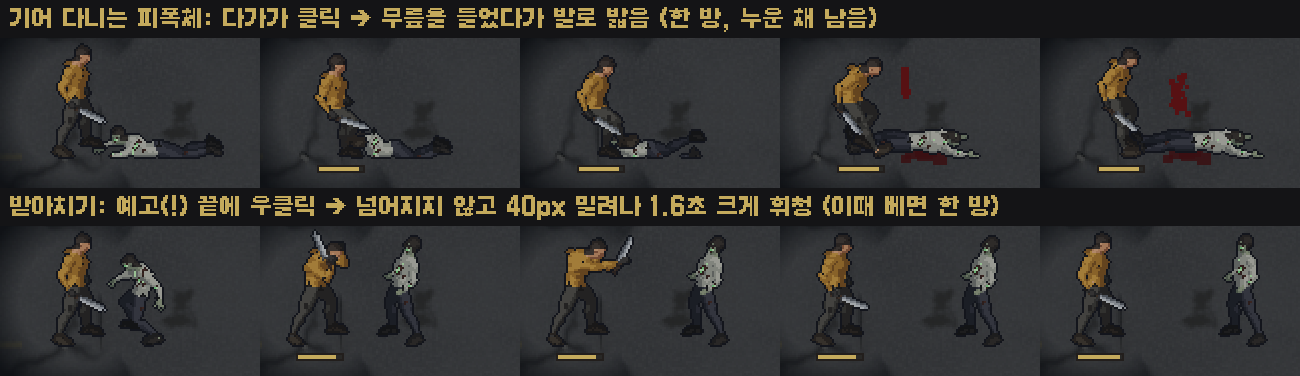 기어 다니는 피폭체: 다가가 클릭 → 무릎을 들었다가 발로 밟음 (한 방, 누운 채 남음)
받아치기: 예고(!) 끝에 우클릭 → 넘어지지 않고 40px 밀려나 1.6초 크게 휘청 (이때 베면 한 방)